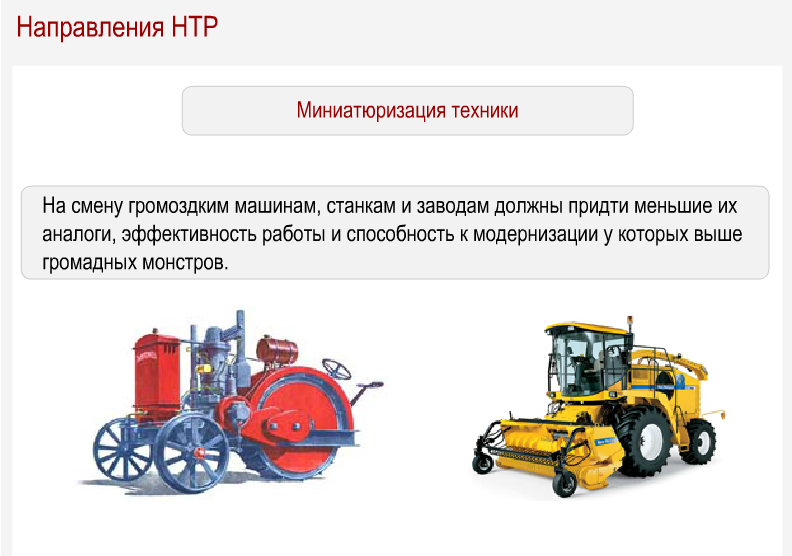 Направления НТР
Миниатюризация техники
На смену громоздким машинам, станкам и заводам должны придти меньшие их
аналоги, эффективность работы и способность к модернизации у которых выше
громадных монстров.